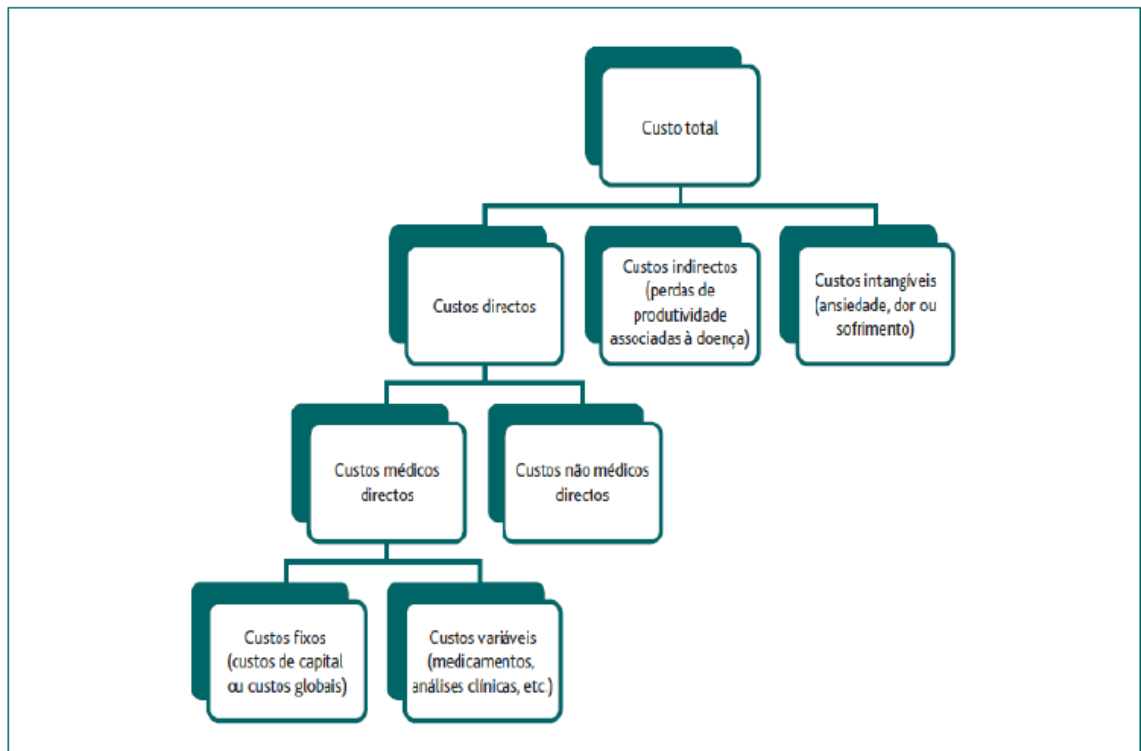 Custo total
Custos directos
Custos indirectos
(perdas de
produtividade
associadas à doença)
Custos intangíveis
(ansiedade, dor ou
sofrimento)
Custos médicos
directos
Custos não médicos
directos
Custos fixos
(custos de capital
ou custos globais)
Custos variáveis
(medicamentos,
análises clínicas, etc.)